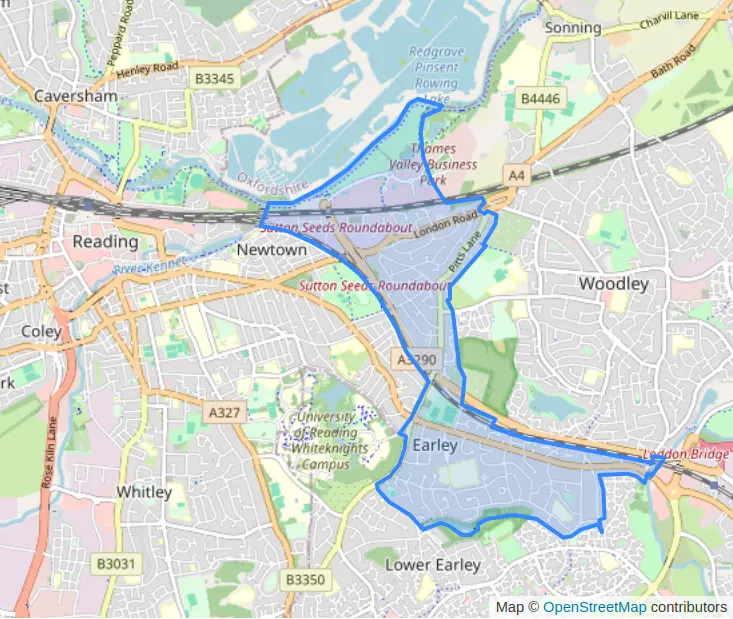 Sonning
Charvil Lane
Peppard Road
Henley Road
B3345
Redgrave
Pinsent
Rowing
Lake
Bath Road
Caversham
B4446
Thames
Valley Business
Park
A4
Oxfordshire
Sutton Seeds Roundabout
London Road
Reading
Newtown
Pitts Lane
River Kennet
Sutton Seeds Roundabout
Woodley
Coley
A3290
A327
University
of Reading
Whiteknights
Campus
Earley
Loddon Bridge
Rose Kiln Lane
Whitley
B3031
Lower Earley
B3350
Map © OpenStreetMap contributors